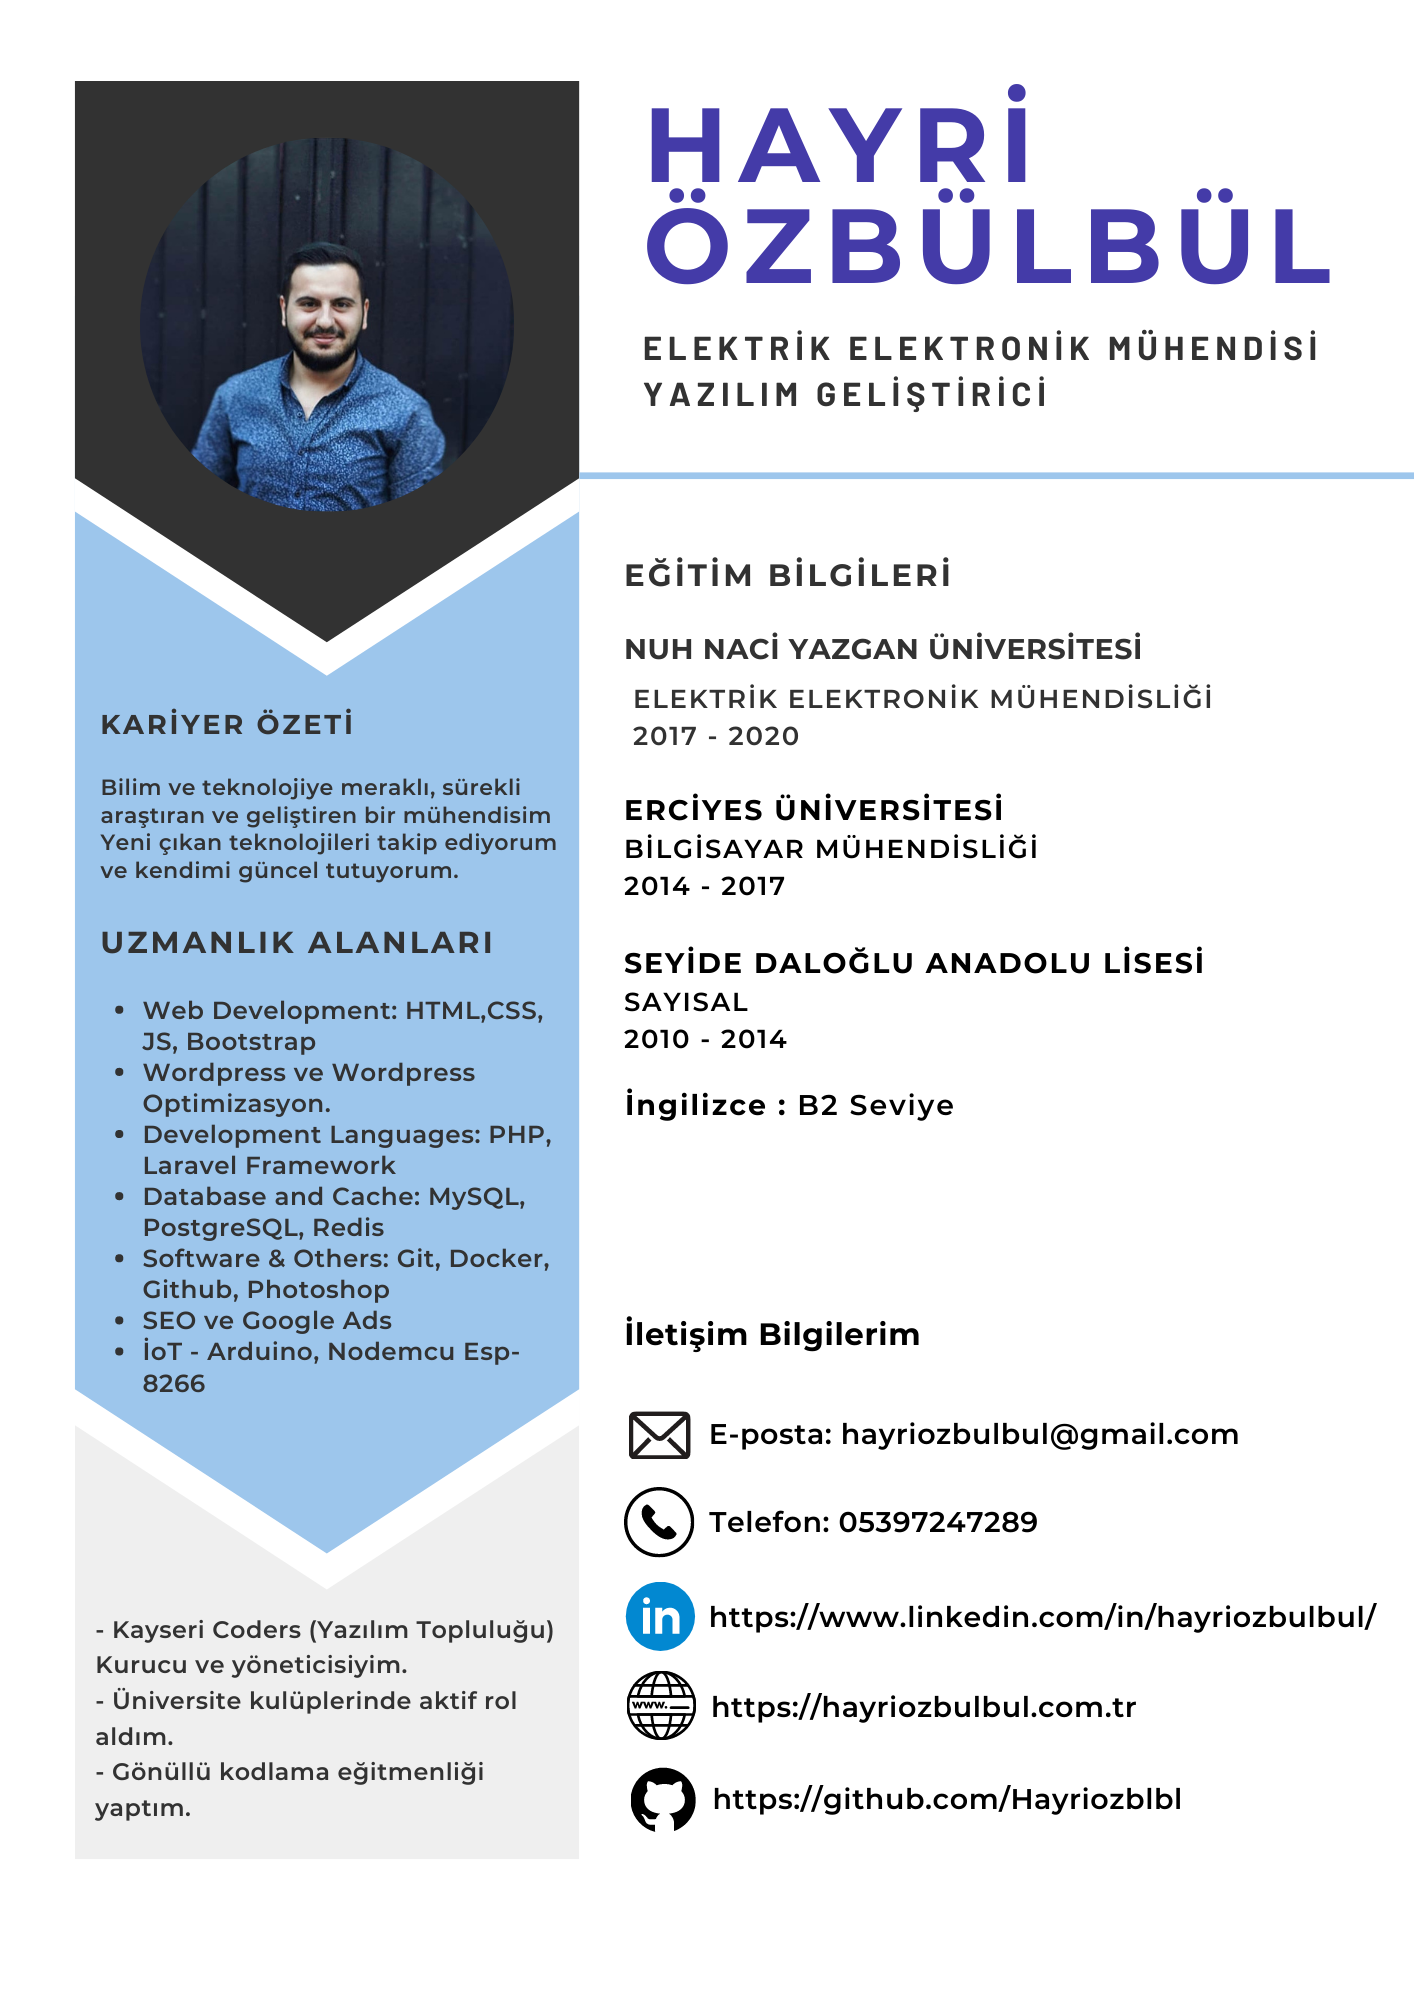 HAYRİ
ÖZBÜLBÜL
ELEKTRİK ELEKTRONİK MÜHENDİSİ
YAZILIM GELİŞTİRİCİ
KARİYER ÖZETİ
Bilim ve teknolojiye meraklı, sürekli
araştıran ve geliştiren bir mühendisim
Yeni çıkan teknolojileri takip ediyorum
ve kendimi güncel tutuyorum.
UZMANLIK ALANLARI
• Web Development: HTML,CSS,
JS, Bootstrap
• Wordpress ve Wordpress
Optimizasyon.
• Development Languages: PHP,
Laravel Framework
• Database and Cache: MySQL,
PostgreSQL, Redis
• Software & Others: Git, Docker,
Github, Photoshop
• SEO ve Google Ads
• İoT - Arduino, Nodemcu Esp-
8266
- Kayseri Coders (Yazılım Topluluğu)
Kurucu ve yöneticisiyim.
- Üniversite kulüplerinde aktif rol
aldım.
- Gönüllü kodlama eğitmenliği
yaptım.
EĞİTİM BİLGİLERİ
NUH NACİ YAZGAN ÜNİVERSİTESİ
ELEKTRİK ELEKTRONİK MÜHENDİSLİĞİ
2017 - 2020
ERCİYES ÜNİVERSİTESİ
BİLGİSAYAR MÜHENDİSLİĞİ
2014 - 2017
SEYİDE DALOĞLU ANADOLU LİSESİ
SAYISAL
2010 - 2014
İngilizce : B2 Seviye
İletişim Bilgilerim
E-posta: hayriozbulbul@gmail.com
Telefon: 05397247289
in https://www.linkedin.com/in/hayriozbulbul/
www. https://hayriozbulbul.com.tr
https://github.com/Hayriozblbl